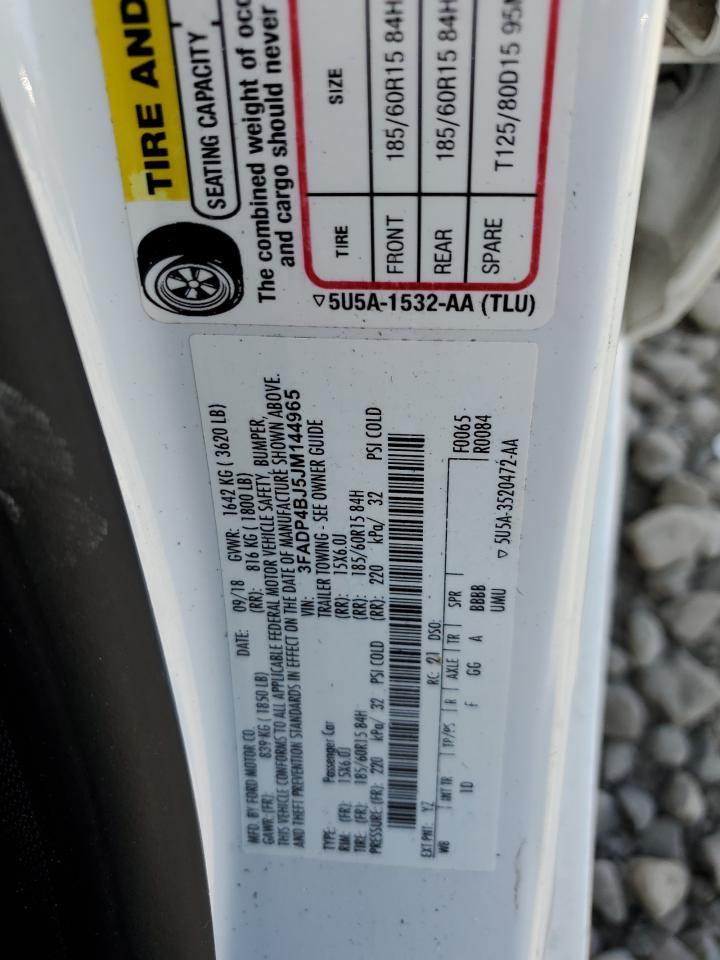 TIRE AND
SEATING CAPACITY
The combined weight of occ
and cargo should never
TIRE SIZE
FRONT 185/60R15 84H
REAR 185/60R15 84H
SPARE T125/80D15 95M
5U5A-1532-AA (TLU)
MFD. BY FORD MOTOR CO. DATE: 09/18 GVWR: 1642 KG ( 3620 LB)
GAWR: (FR): 839 KG ( 1850 LB) (RR): 816 KG ( 1800 LB)
THIS VEHICLE CONFORMS TO ALL APPLICABLE FEDERAL MOTOR VEHICLE SAFETY, BUMPER,
AND THEFT PREVENTION STANDARDS IN EFFECT ON THE DATE OF MANUFACTURE SHOWN ABOVE.
VIN: 3FADP4BJ5JM144965
TYPE: Passenger Car TRAILER TOWING - SEE OWNER GUIDE
RIM: (FR): 15X6.0J (RR): 15X6.0J
TIRE: (FR): 185/60R15 84H (RR): 185/60R15 84H
PRESSURE: (FR): 220 kPa/ 32 PSI COLD (RR): 220 kPa/ 32 PSI COLD
EXT PNT: YZ RC: 21 DSO: F0065
WB INT TR TP/PS R AXLE TR SPR R0084
1D F GG A BBBB
UMU 5U5A-3520472-AA